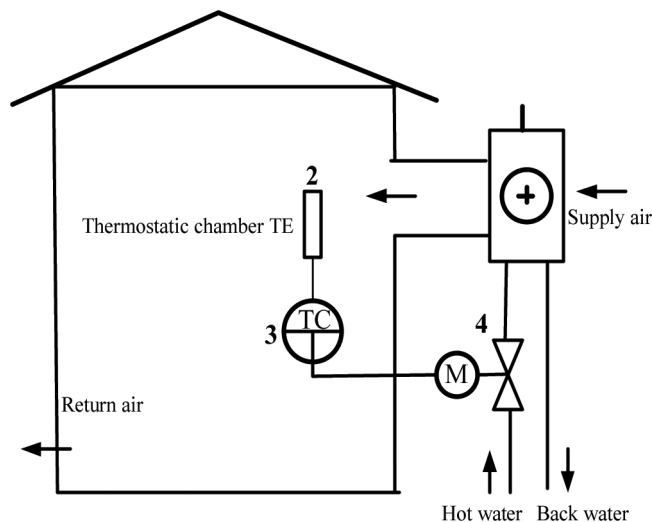 2
Thermostatic chamber TE
+
Supply air
TC
3
4
M
Return air
Hot water
Back water